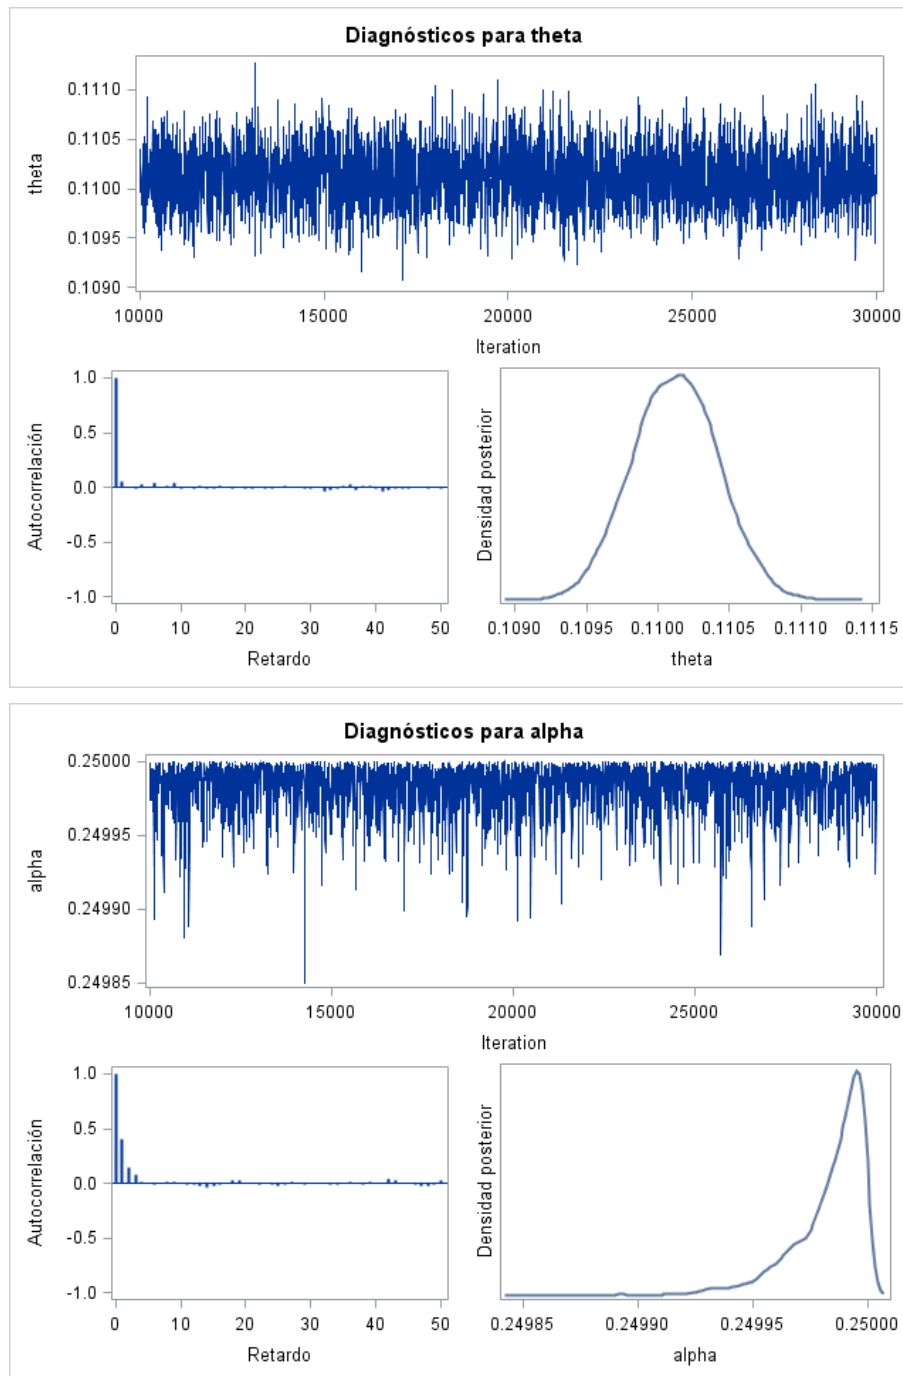 Diagnósticos para theta
theta
0.1110
0.1105
0.1100
0.1095
0.1090
10000 15000 20000 25000 30000
Iteration
Autocorrelación
1.0
0.5
0.0
-0.5
-1.0
0 10 20 30 40 50
Retardo
Densidad posterior
0.1090 0.1095 0.1100 0.1105 0.1110 0.1115
theta
Diagnósticos para alpha
alpha
0.25000
0.24995
0.24990
0.24985
10000 15000 20000 25000 30000
Iteration
Autocorrelación
1.0
0.5
0.0
-0.5
-1.0
0 10 20 30 40 50
Retardo
Densidad posterior
0.24985 0.24990 0.24995 0.25000
alpha